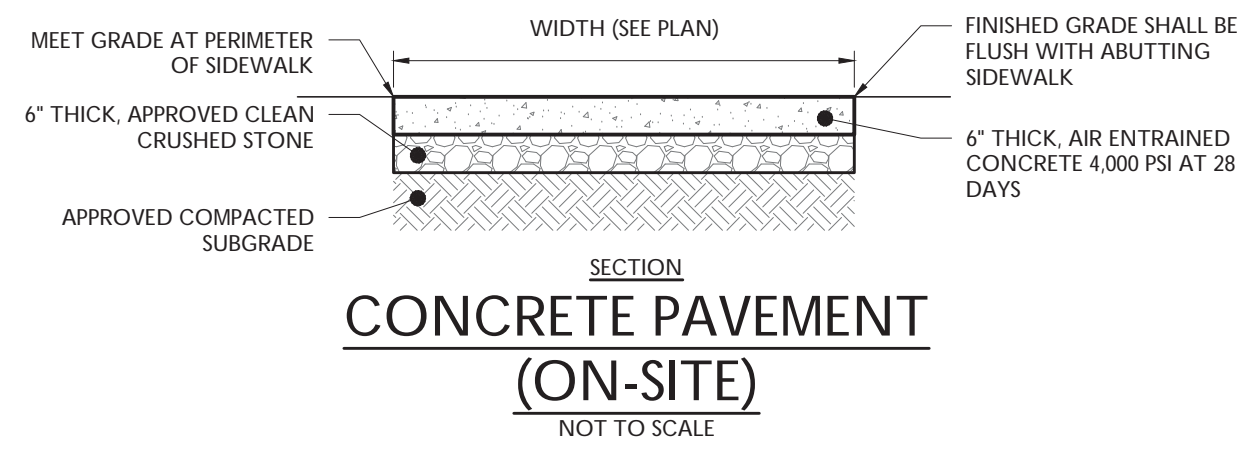 MEET GRADE AT PERIMETER
OF SIDEWALK
6" THICK, APPROVED CLEAN
CRUSHED STONE
APPROVED COMPACTED
SUBGRADE
WIDTH (SEE PLAN)
FINISHED GRADE SHALL BE
FLUSH WITH ABUTTING
SIDEWALK
6" THICK, AIR ENTRAINED
CONCRETE 4,000 PSI AT 28
DAYS
SECTION
CONCRETE PAVEMENT
(ON-SITE)
NOT TO SCALE